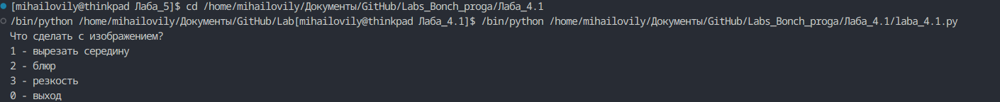 [mihailovily@thinkpad Лаба_5]$ cd /home/mihailovily/Документы/GitHub/Labs_Bonch_proga/Лаба_4.1
/bin/python /home/mihailovily/Документы/GitHub/Lab[mihailovily@thinkpad Лаба_4.1]$ /bin/python /home/mihailovily/Документы/GitHub/Labs_Bonch_proga/Лаба_4.1/laba_4.1.py
Что сделать с изображением?
1 - вырезать середину
2 - блюр
3 - резкость
0 - выход